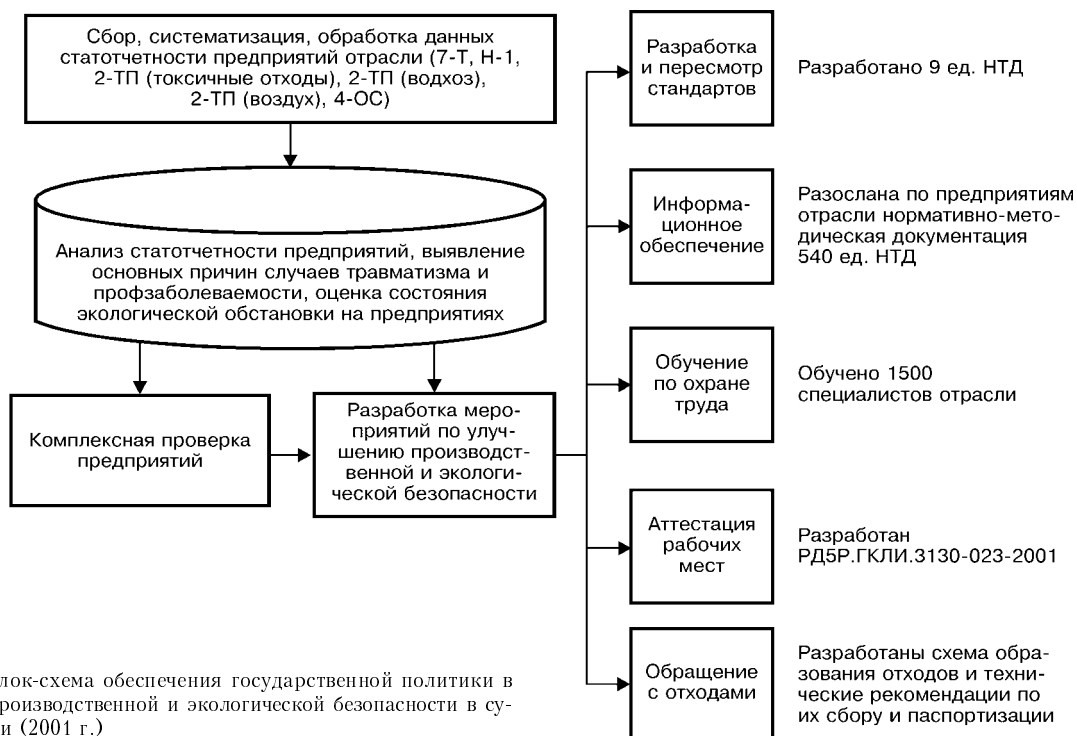 Сбор, систематизация, обработка данных
статотчетности предприятий отрасли (7-Т, Н-1,
2-ТП (токсичные отходы), 2-ТП (водхоз),
2-ТП (воздух), 4-ОС)
Анализ статотчетности предприятий, выявление
основных причин случаев травматизма и
профзаболеваемости, оценка состояния
экологической обстановки на предприятиях
Комплексная проверка
предприятий
Разработка меро-
приятий по улуч-
шению производст-
венной и экологи-
ческой безопасности
Разработка
и пересмотр
стандартов
Разработано 9 ед. НТД
Информа-
ционное
обеспечение
Разослана по предприятиям
отрасли нормативно-мето-
дическая документация
540 ед. НТД
Обучение
по охране
труда
Обучено 1500
специалистов отрасли
Аттестация
рабочих
мест
Разработан
РД5Р.ГКЛИ.3130-023-2001
Обращение
с отходами
Разработаны схема обра-
зования отходов и техни-
ческие рекомендации по
их сбору и паспортизации
лок-схема обеспечения государственной политики в
роизводственной и экологической безопасности в су-
и (2001 г.)